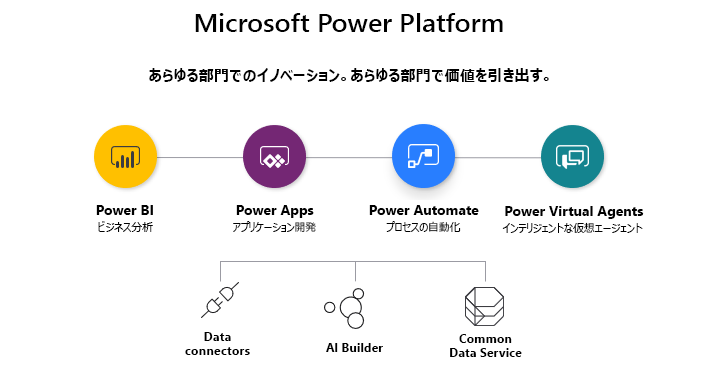 Microsoft Power Platform
あらゆる部門でのイノベーション。あらゆる部門で価値を引き出す。
Power BI
ビジネス分析
Power Apps
アプリケーション開発
Power Automate
プロセスの自動化
Power Virtual Agents
インテリジェントな仮想エージェント
Data
connectors
AI Builder
Common
Data Service